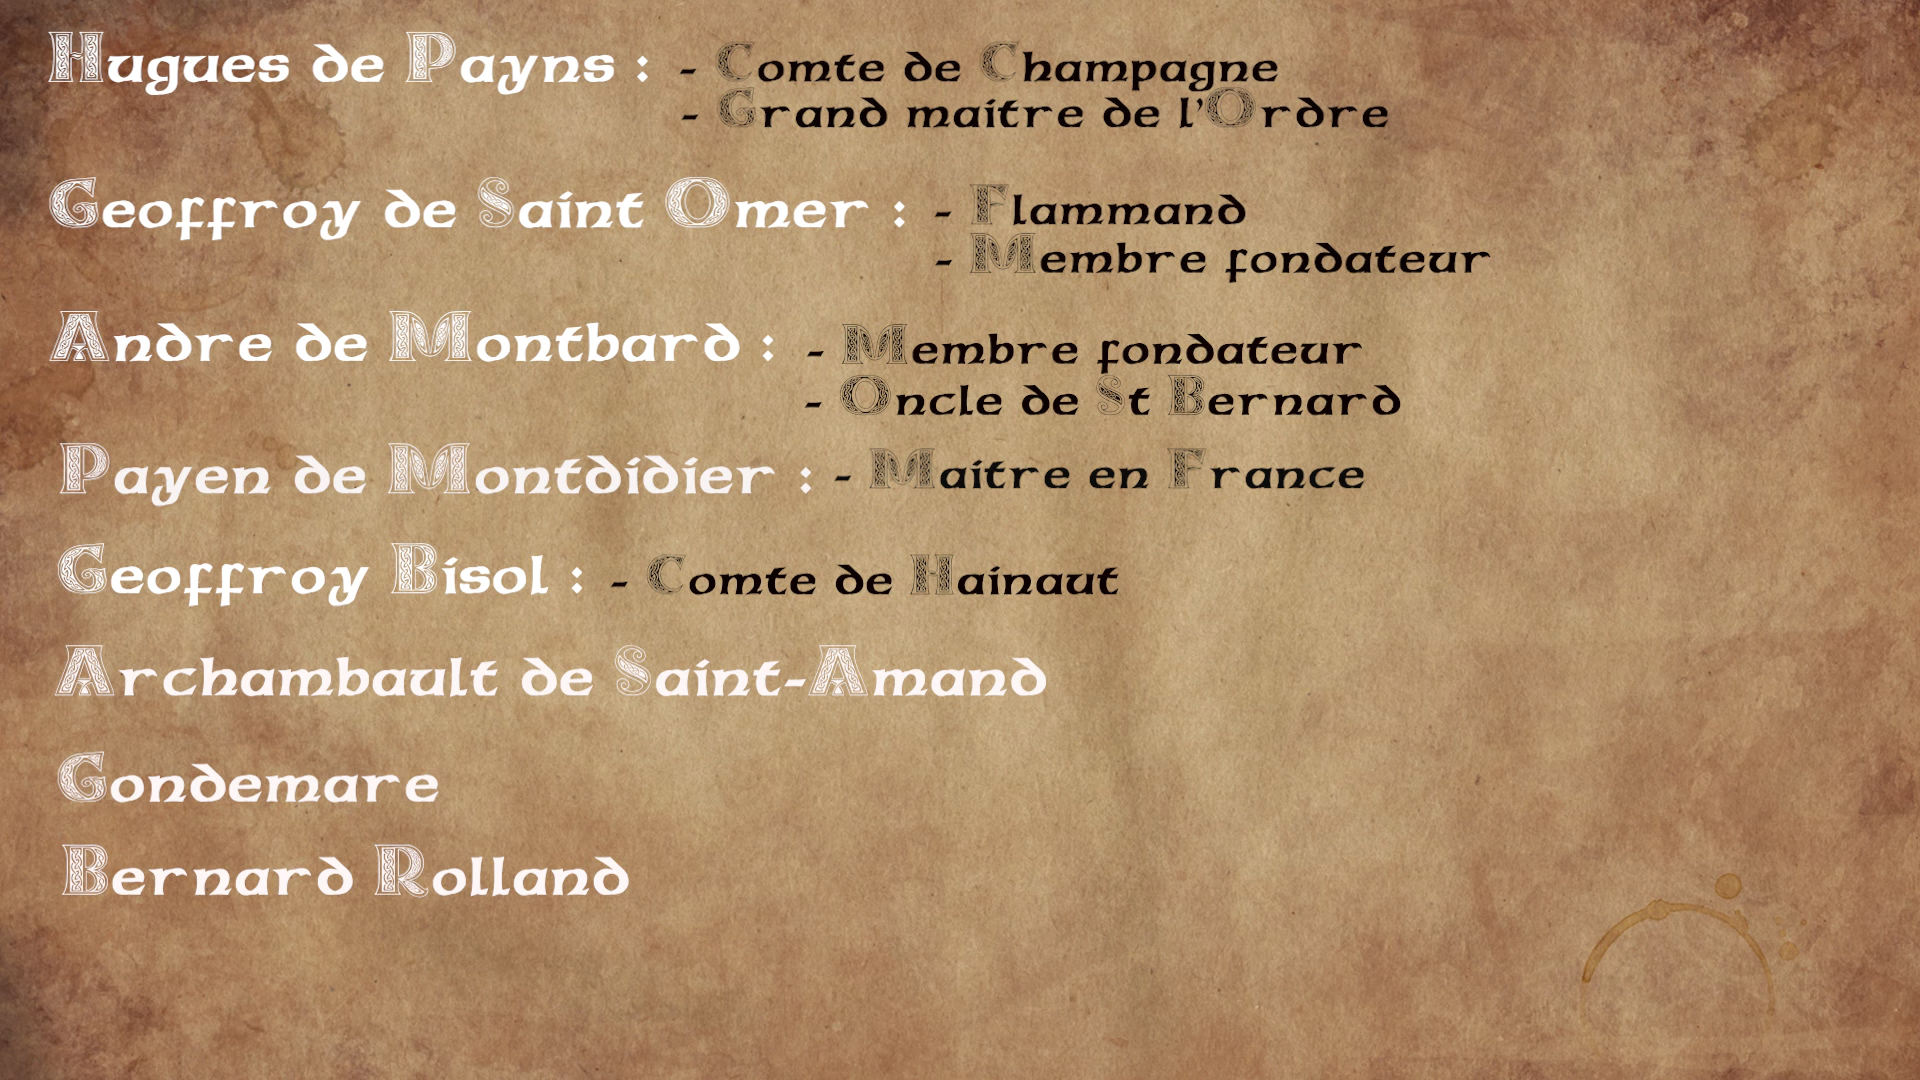 Hugues de Payns : - Comte de Champagne
- Grand maitre de l'Ordre
Geoffroy de Saint Omer : - Flammand
- Membre fondateur
Andre de Montbard : - Membre fondateur
- Oncle de St Bernard
Payen de Montdidier : - Maitre en France
Geoffroy Bisol : - Comte de Hainaut
Archambault de Saint-Amand
Gondemare
Bernard Rolland